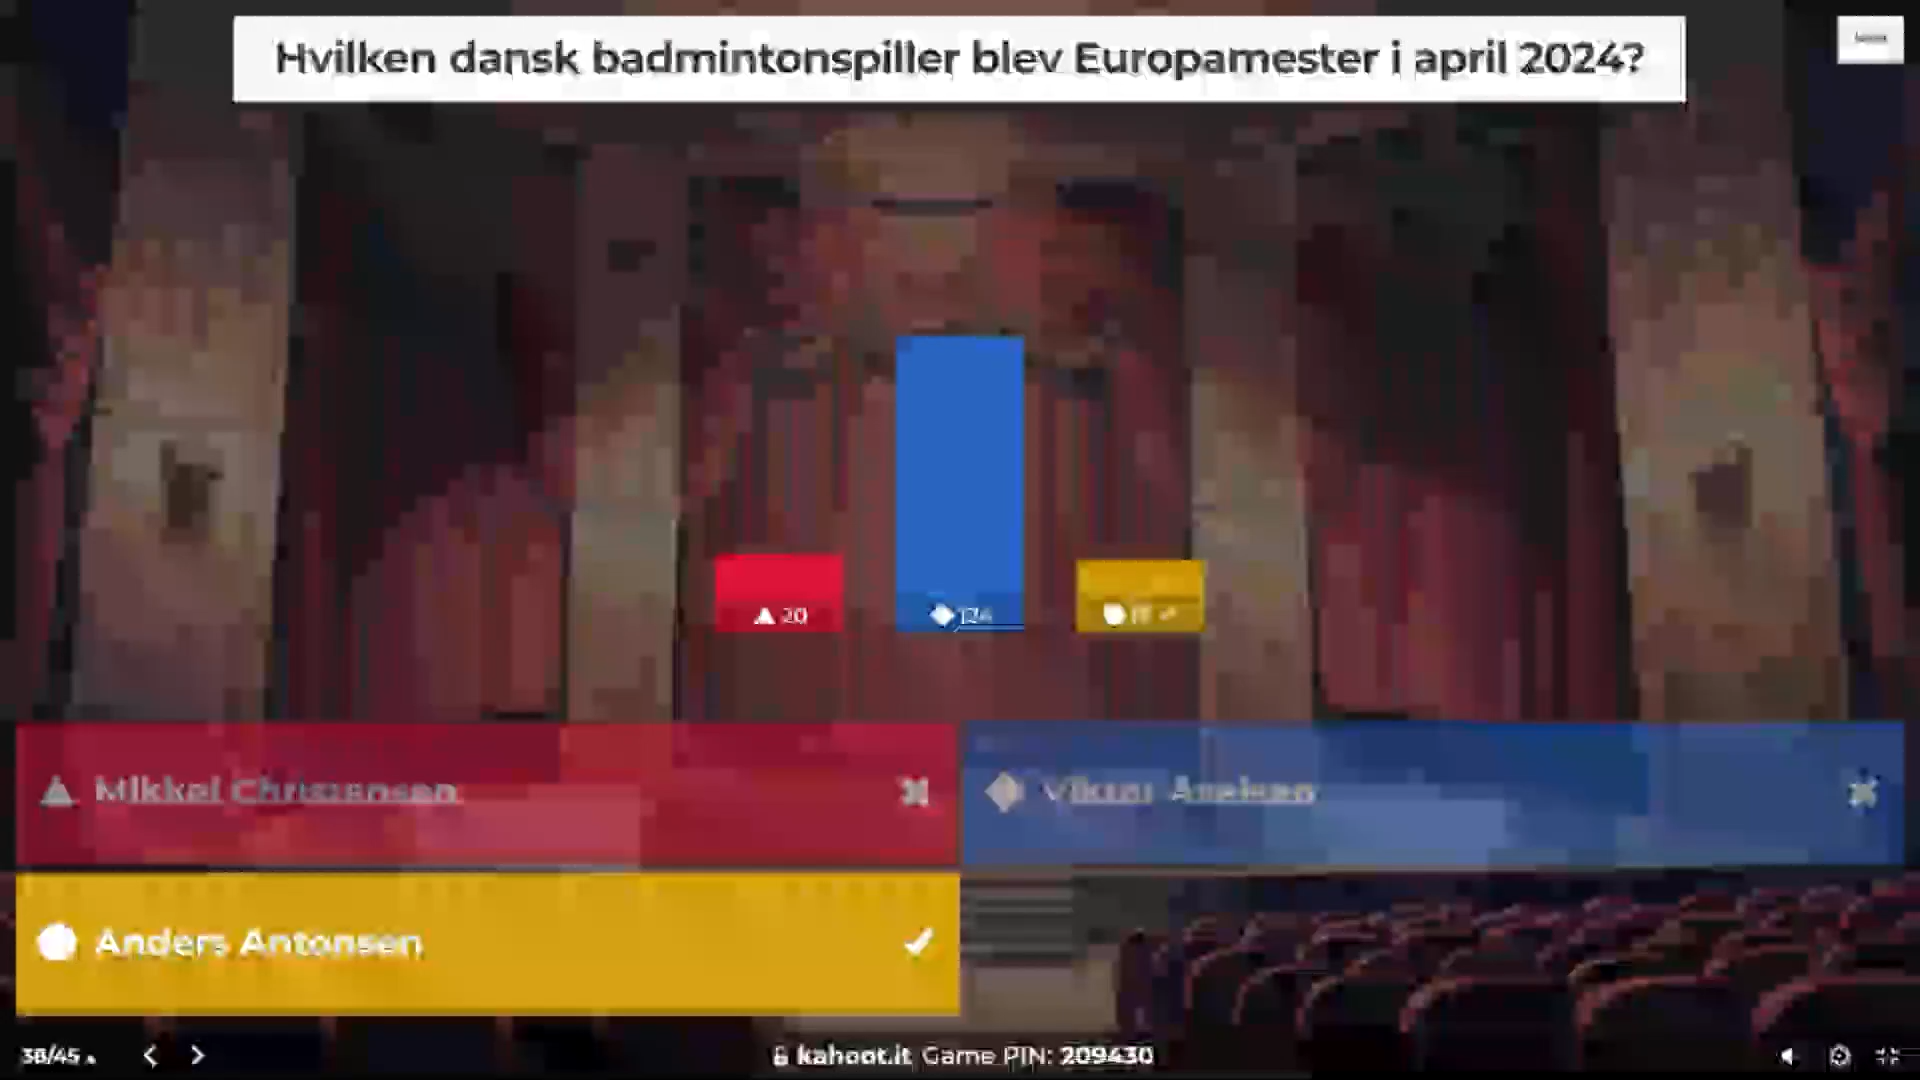 Hvilken dansk badmintonspiller blev Europamester i april 2024?
20
124
Mikkel Christensen
Viktor Axelsen
Anders Antonsen
38/45
kahoot.it Game PIN: 209430